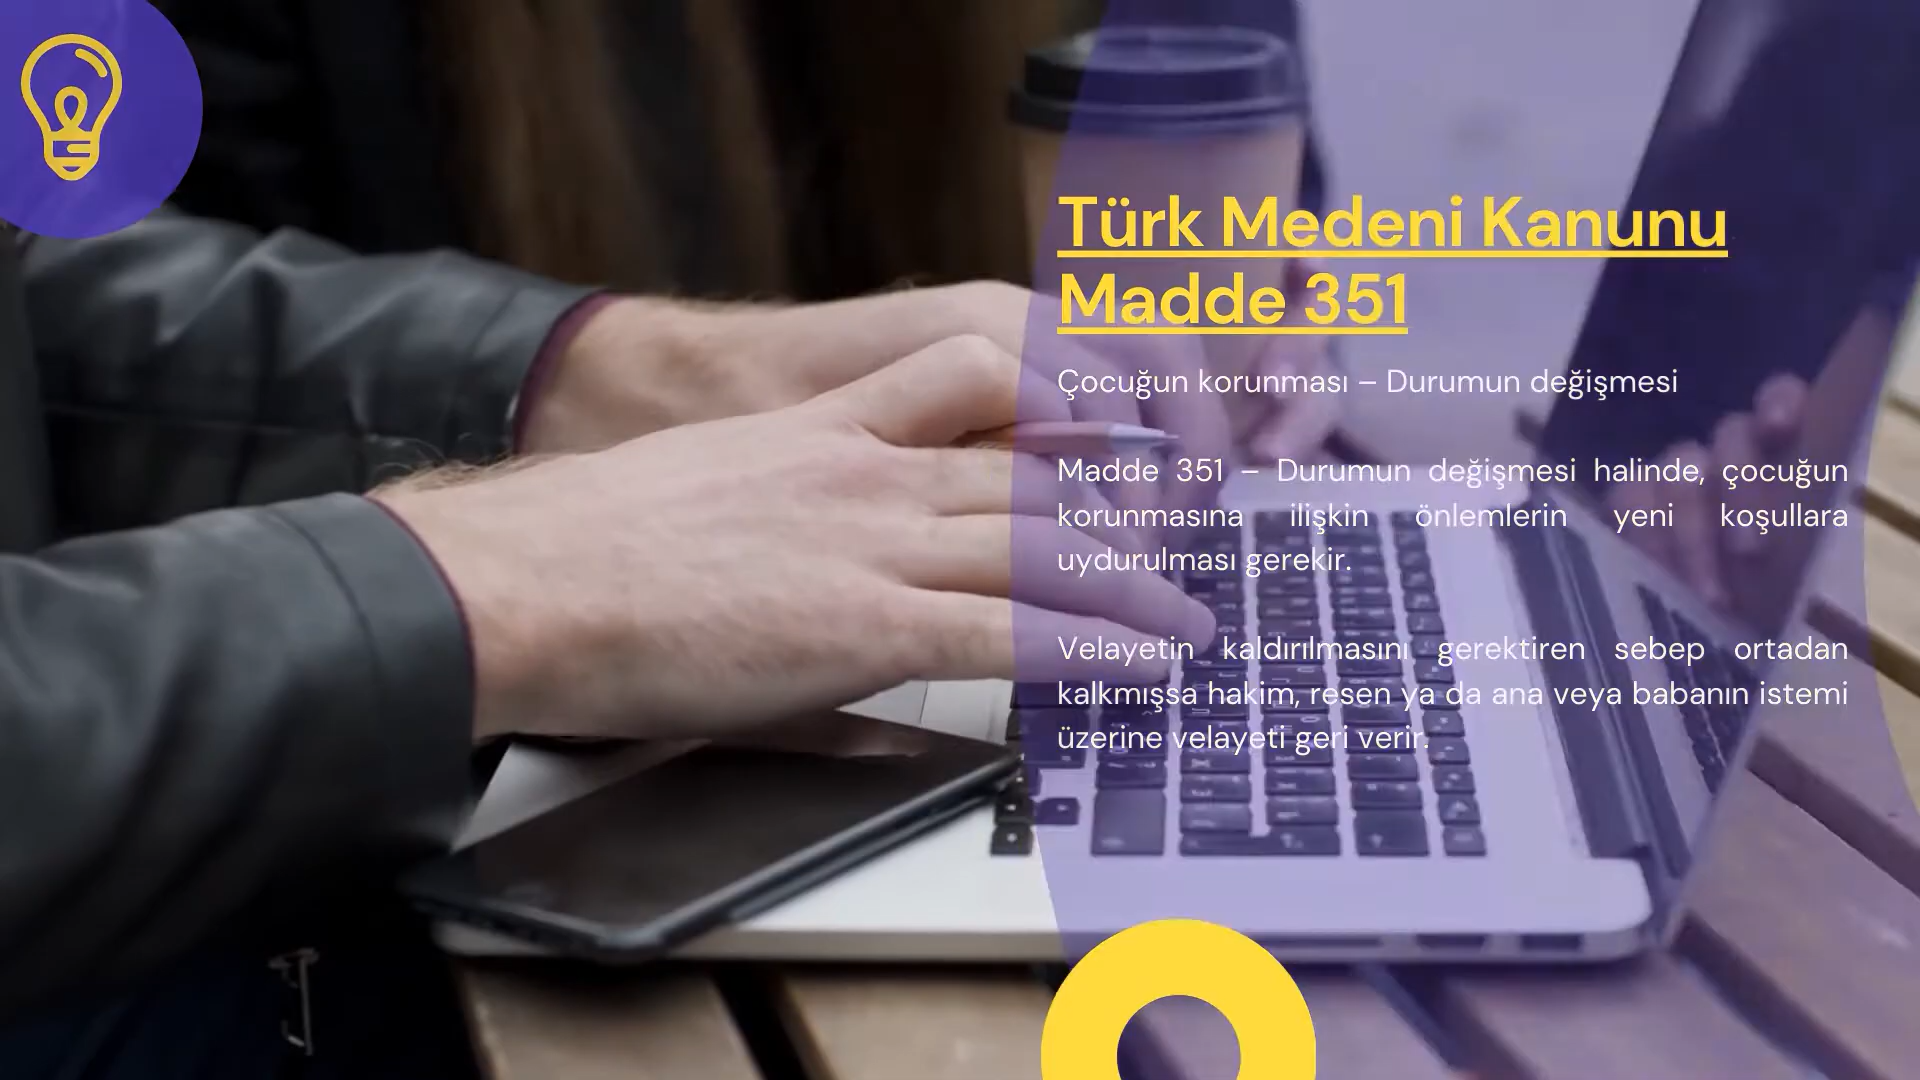 Türk Medeni Kanunu
Madde 351
Çocuğun korunması – Durumun değişmesi
Madde 351 – Durumun değişmesi halinde, çocuğun
korunmasına ilişkin önlemlerin yeni koşullara
uydurulması gerekir.
Velayetin kaldırılmasını gerektiren sebep ortadan
kalkmışsa hakim, resen ya da ana veya babanın istemi
üzerine velayeti geri verir.